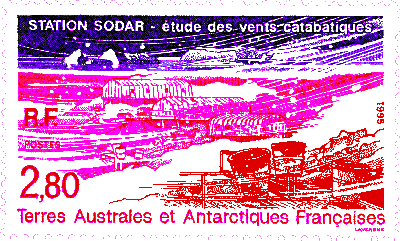 STATION SODAR - étude des vents catabatiques
RF
POSTES
1995
2,80
Terres Australes et Antarctiques Françaises
LAVERGNE